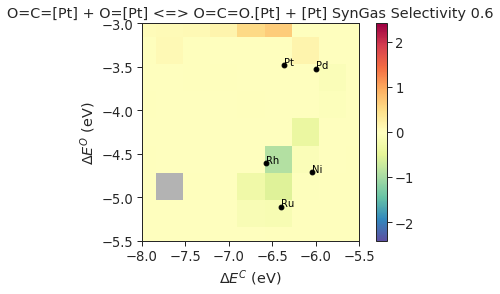 O=C=[Pt] + O=[Pt] <=> O=C=O.[Pt] + [Pt] SynGas Selectivity 0.6
−3.0
−3.5
−4.0
−4.5
−5.0
−5.5
ΔE^O (eV)
Pt
Pd
Rh
Ni
Ru
−8.0 −7.5 −7.0 −6.5 −6.0 −5.5
ΔE^C (eV)
2
1
0
−1
−2